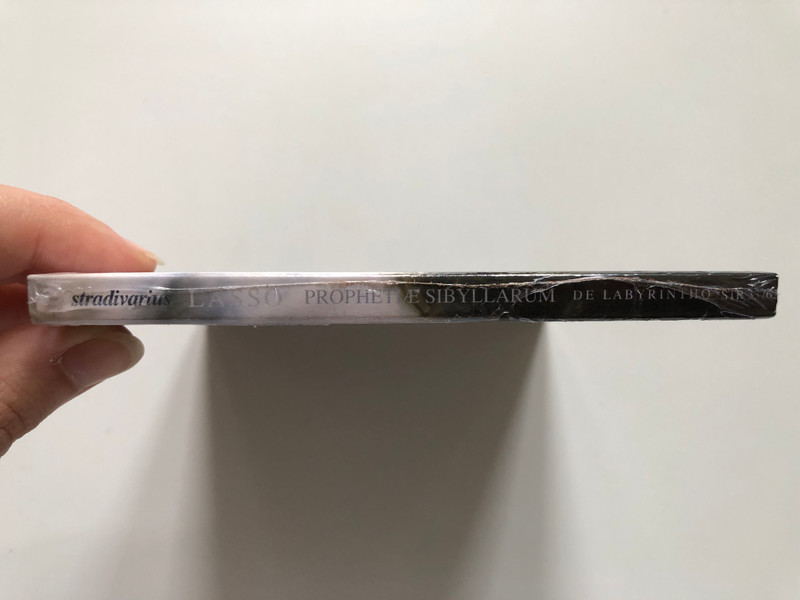 stradivarius LASSO PROPHETÆ SIBYLLARUM DE LABYRINTHO